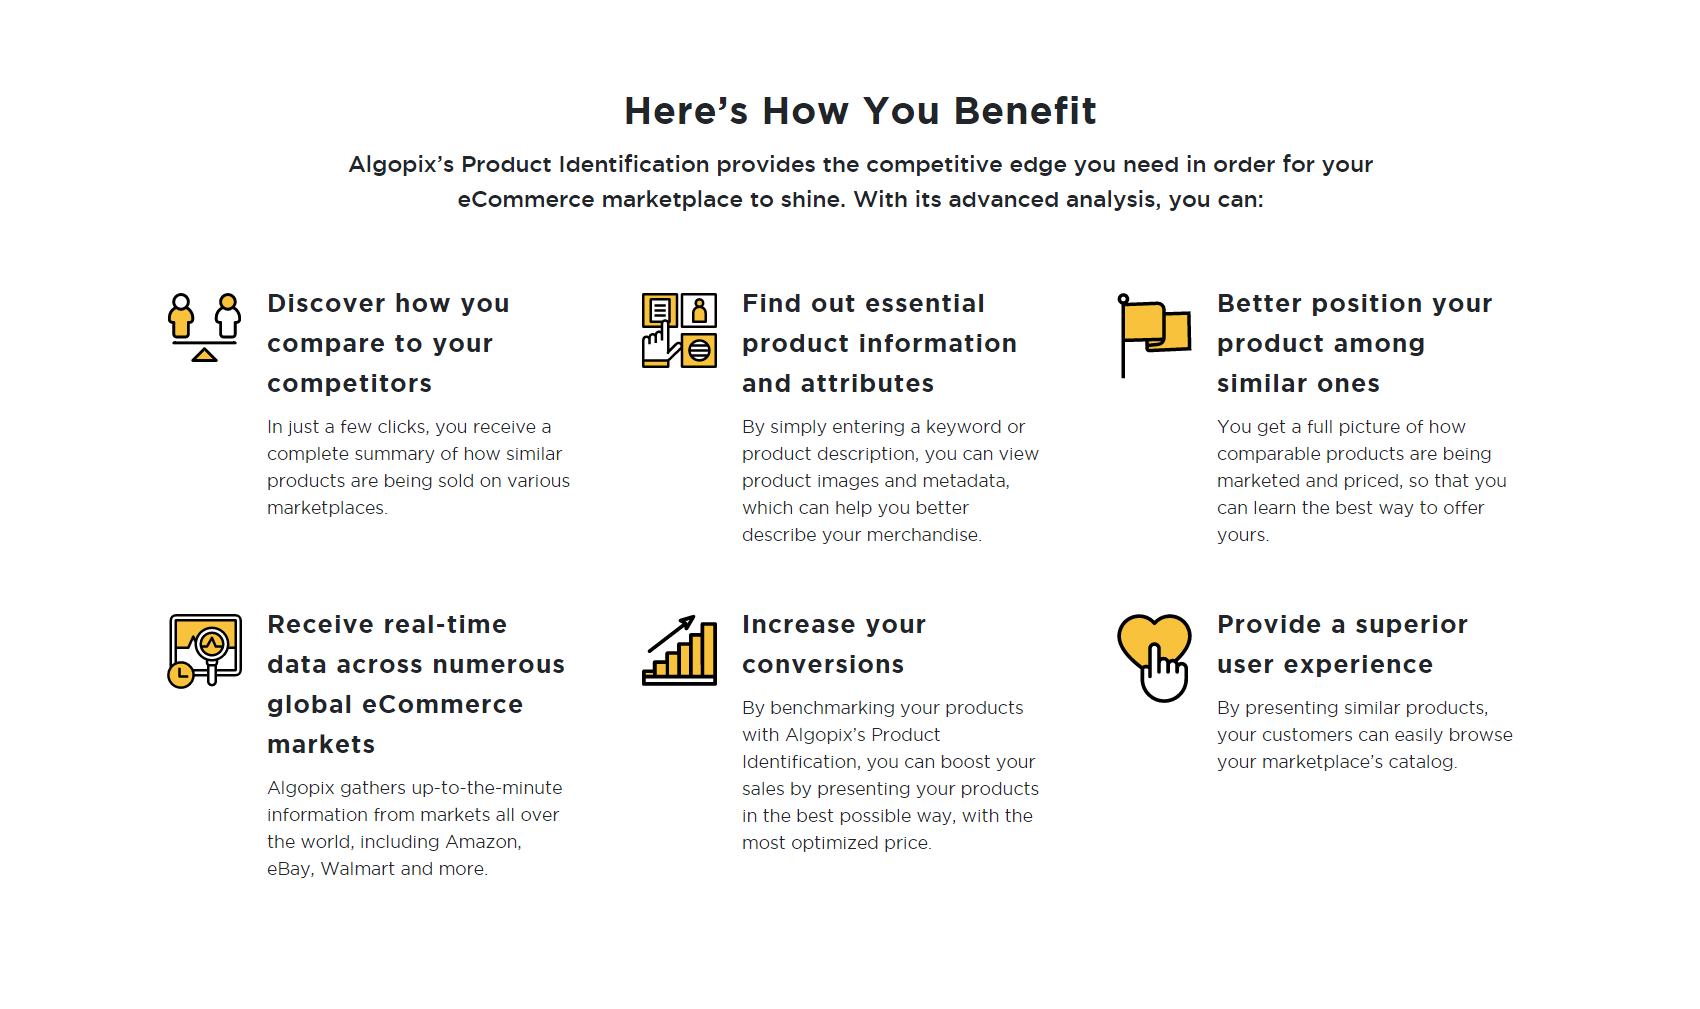 Here’s How You Benefit
Algopix’s Product Identification provides the competitive edge you need in order for your
eCommerce marketplace to shine. With its advanced analysis, you can:
Discover how you
compare to your
competitors
In just a few clicks, you receive a
complete summary of how similar
products are being sold on various
marketplaces.
Find out essential
product information
and attributes
By simply entering a keyword or
product description, you can view
product images and metadata,
which can help you better
describe your merchandise.
Better position your
product among
similar ones
You get a full picture of how
comparable products are being
marketed and priced, so that you
can learn the best way to offer
yours.
Receive real-time
data across numerous
global eCommerce
markets
Algopix gathers up-to-the-minute
information from markets all over
the world, including Amazon,
eBay, Walmart and more.
Increase your
conversions
By benchmarking your products
with Algopix’s Product
Identification, you can boost your
sales by presenting your products
in the best possible way, with the
most optimized price.
Provide a superior
user experience
By presenting similar products,
your customers can easily browse
your marketplace’s catalog.